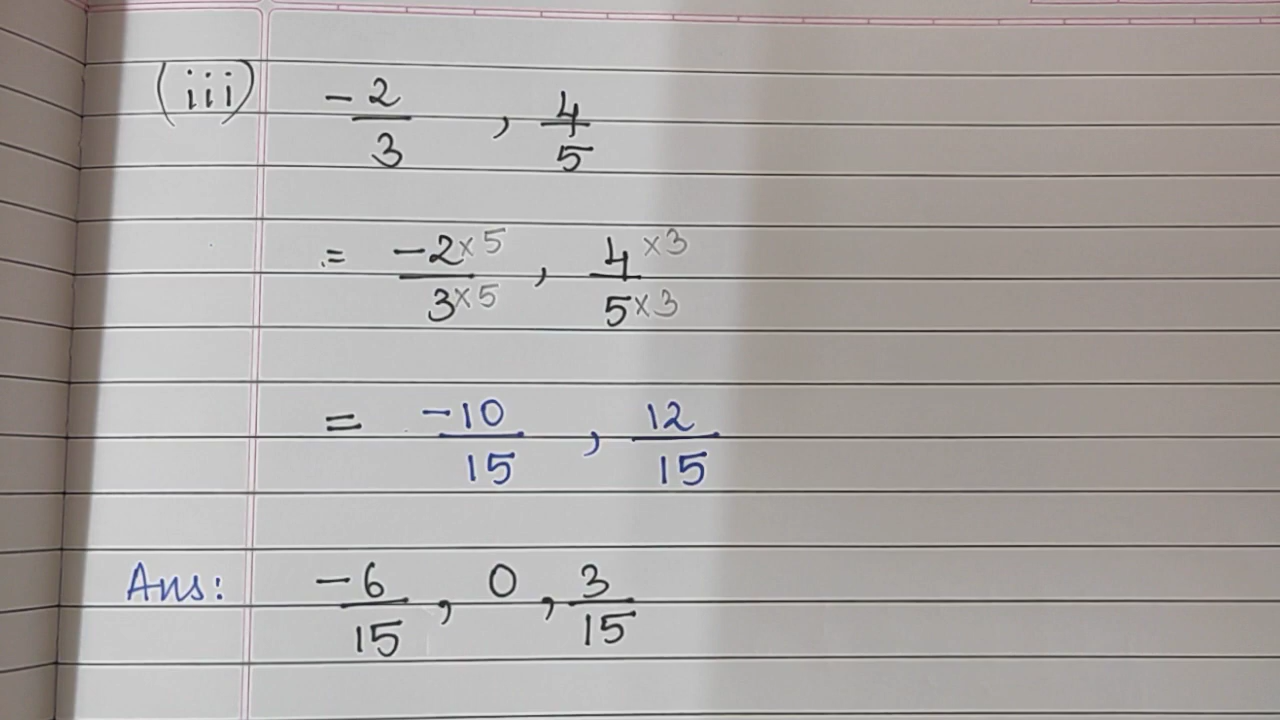 (iii) -2/3 , 4/5
= -2×5/3×5 , 4×3/5×3
= -10/15 , 12/15
Ans: -6/15 , 0 , 3/15